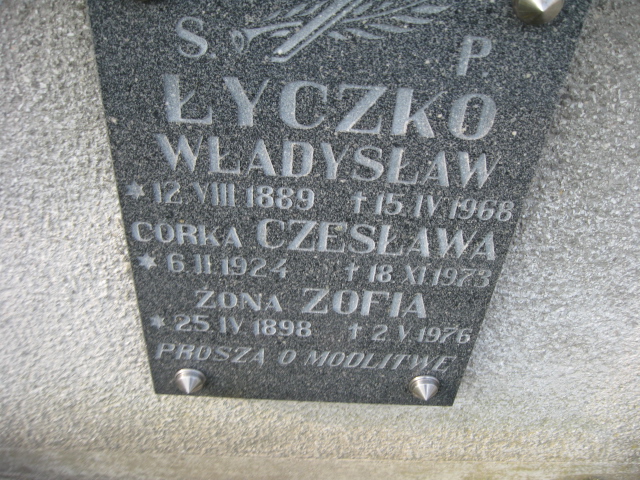 S. P.
ŁYCZKO
WŁADYSŁAW
* 12 VIII 1889 † 15 IV 1968
CORKA CZESŁAWA
* 6 II 1924 † 18 XI 1973
ŻONA ZOFIA
* 25 IV 1898 † 2 V 1976
PROSZĄ O MODLITWĘ